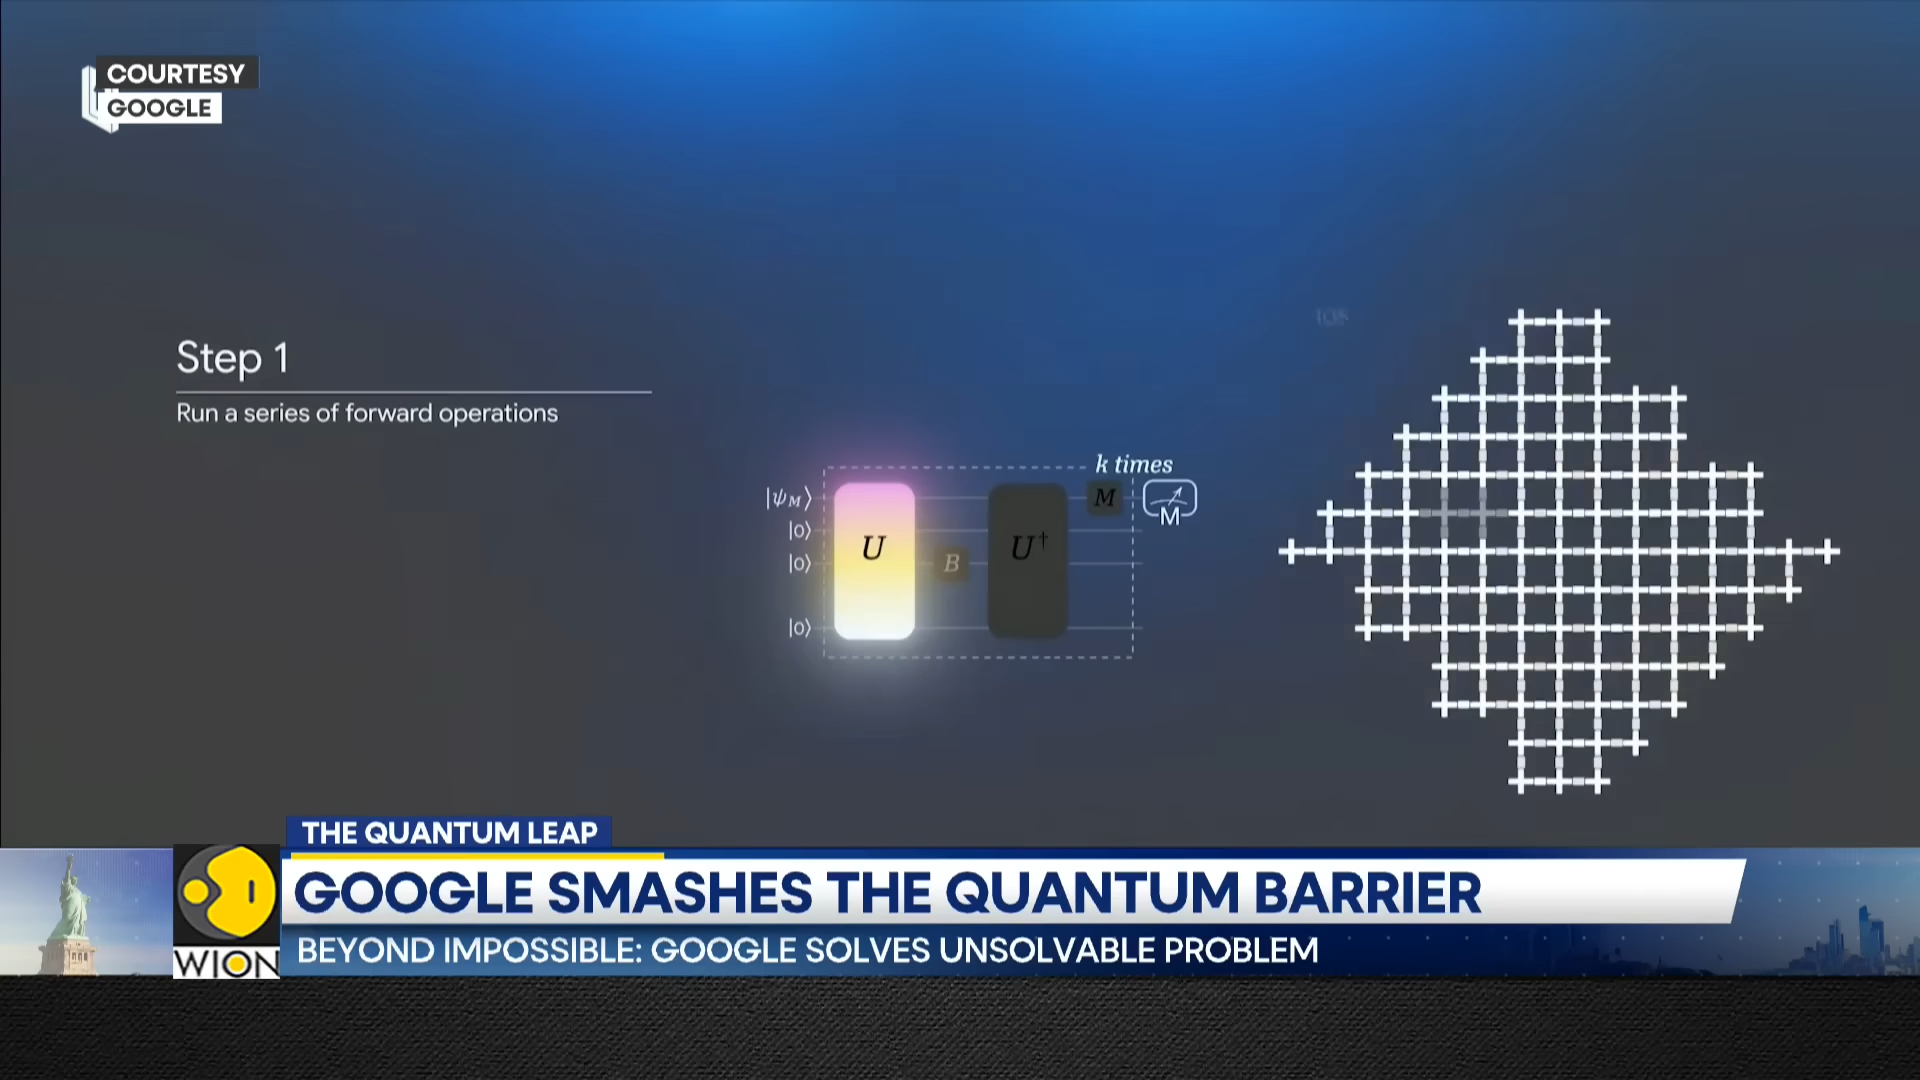 COURTESY
GOOGLE
Step 1
Run a series of forward operations
k times
|ψM⟩
|0⟩
|0⟩
|0⟩
U
B
U†
M
M
THE QUANTUM LEAP
GOOGLE SMASHES THE QUANTUM BARRIER
BEYOND IMPOSSIBLE: GOOGLE SOLVES UNSOLVABLE PROBLEM
WION